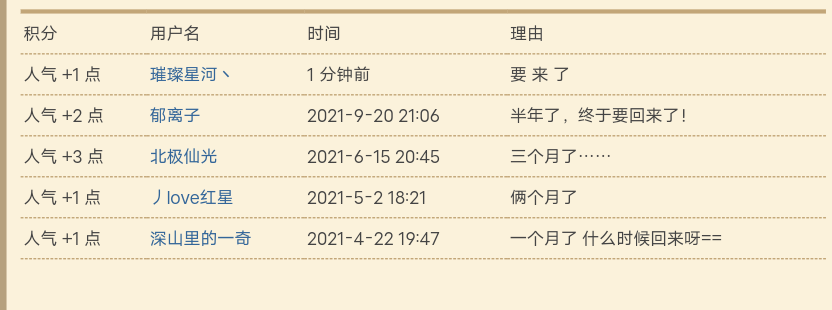 积分 用户名 时间 理由
人气 +1 点 璀璨星河丶 1 分钟前 要 来 了
人气 +2 点 郁离子 2021-9-20 21:06 半年了，终于要回来了！
人气 +3 点 北极仙光 2021-6-15 20:45 三个月了……
人气 +1 点 丿love红星 2021-5-2 18:21 俩个月了
人气 +1 点 深山里的一奇 2021-4-22 19:47 一个月了 什么时候回来呀==